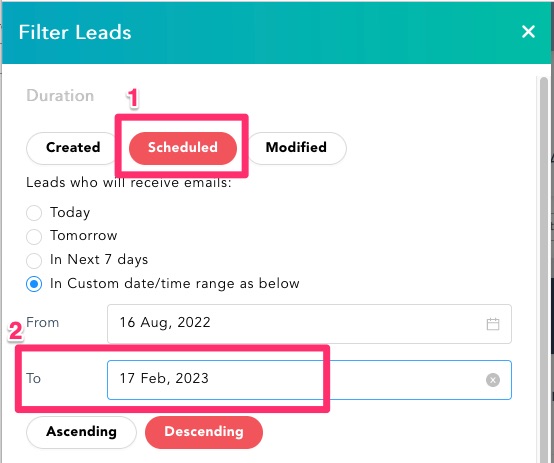 Filter Leads
Duration
1
Created Scheduled Modified
Leads who will receive emails:
Today
Tomorrow
In Next 7 days
In Custom date/time range as below
2
From 16 Aug, 2022
To 17 Feb, 2023
Ascending Descending